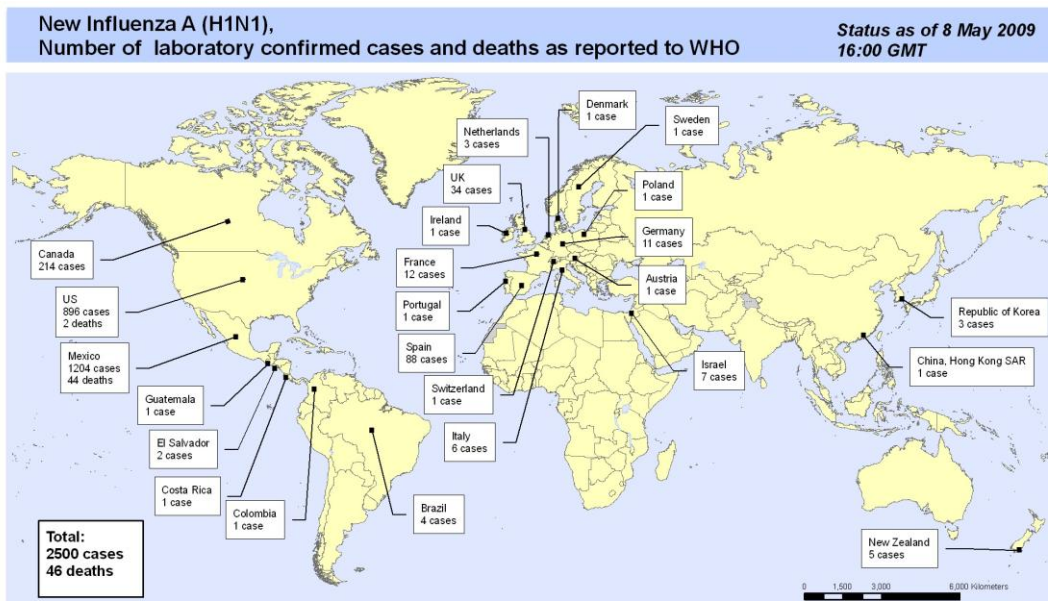 New Influenza A (H1N1),
Number of laboratory confirmed cases and deaths as reported to WHO
Status as of 8 May 2009
16:00 GMT
Denmark
1 case
Sweden
1 case
Netherlands
3 cases
UK
34 cases
Poland
1 case
Ireland
1 case
Germany
11 cases
Canada
214 cases
France
12 cases
Austria
1 case
US
896 cases
2 deaths
Portugal
1 case
Republic of Korea
3 cases
Mexico
1204 cases
44 deaths
Spain
88 cases
Israel
7 cases
China, Hong Kong SAR
1 case
Switzerland
1 case
Guatemala
1 case
El Salvador
2 cases
Italy
6 cases
Costa Rica
1 case
Colombia
1 case
Brazil
4 cases
New Zealand
5 cases
Total:
2500 cases
46 deaths
0 1,500 3,000 6,000 Kilometers